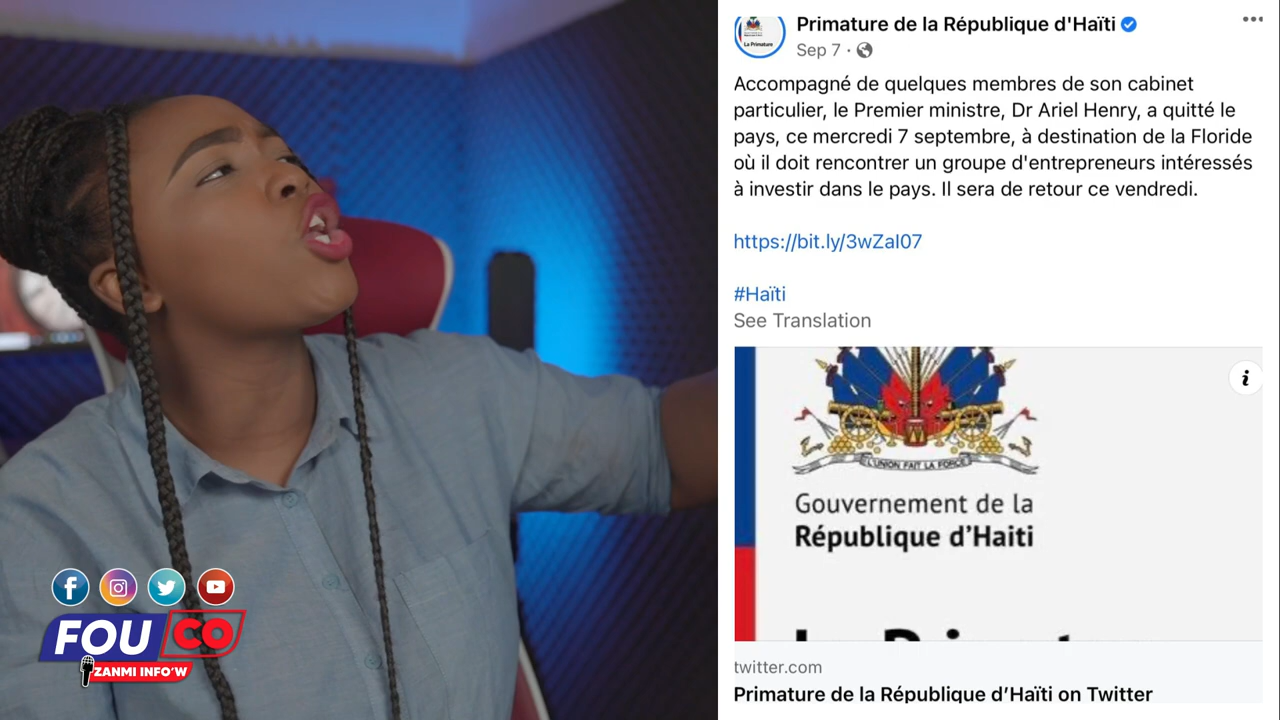 Primature de la République d'Haïti
Sep 7 ·
Accompagné de quelques membres de son cabinet
particulier, le Premier ministre, Dr Ariel Henry, a quitté le
pays, ce mercredi 7 septembre, à destination de la Floride
où il doit rencontrer un groupe d'entrepreneurs intéressés
à investir dans le pays. Il sera de retour ce vendredi.
https://bit.ly/3wZaI07
#Haïti
See Translation
L'UNION FAIT LA FORCE
Gouvernement de la
République d'Haiti
twitter.com
Primature de la République d'Haïti on Twitter
FOU CO
ZANMI INFO'W